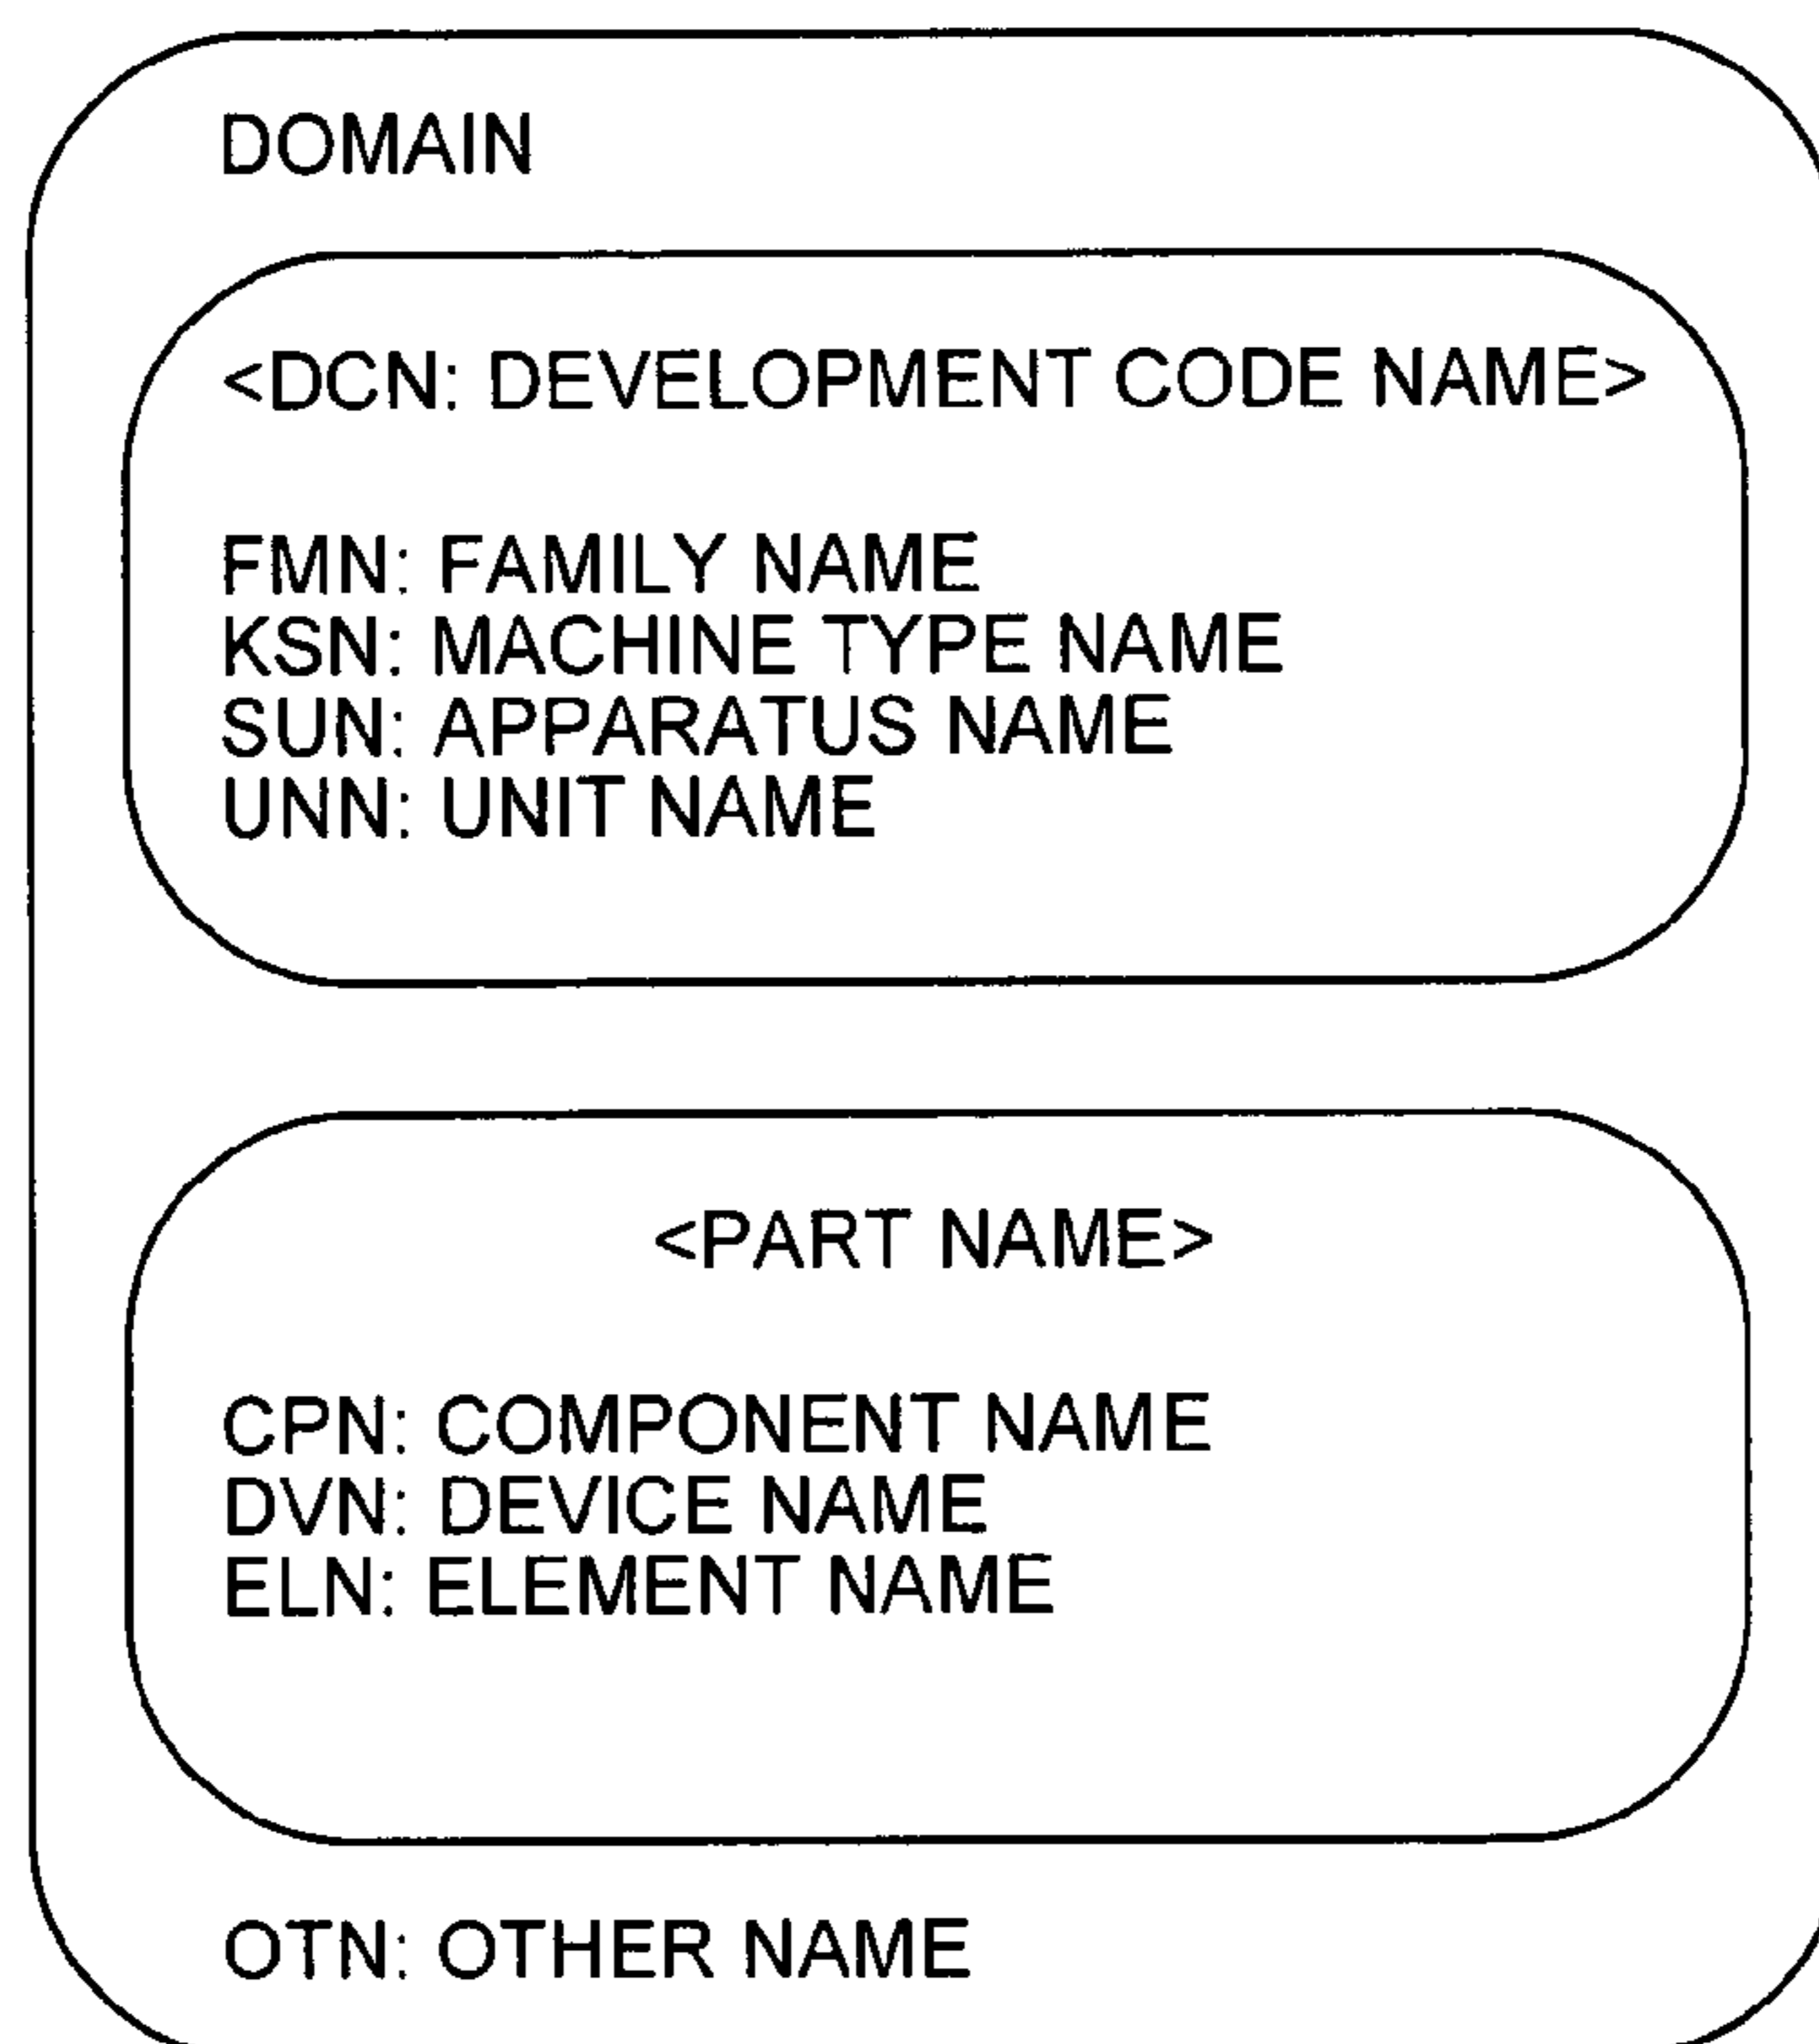 DOMAIN
<DCN: DEVELOPMENT CODE NAME>
FMN: FAMILY NAME
KSN: MACHINE TYPE NAME
SUN: APPARATUS NAME
UNN: UNIT NAME
<PART NAME>
CPN: COMPONENT NAME
DVN: DEVICE NAME
ELN: ELEMENT NAME
OTN: OTHER NAME